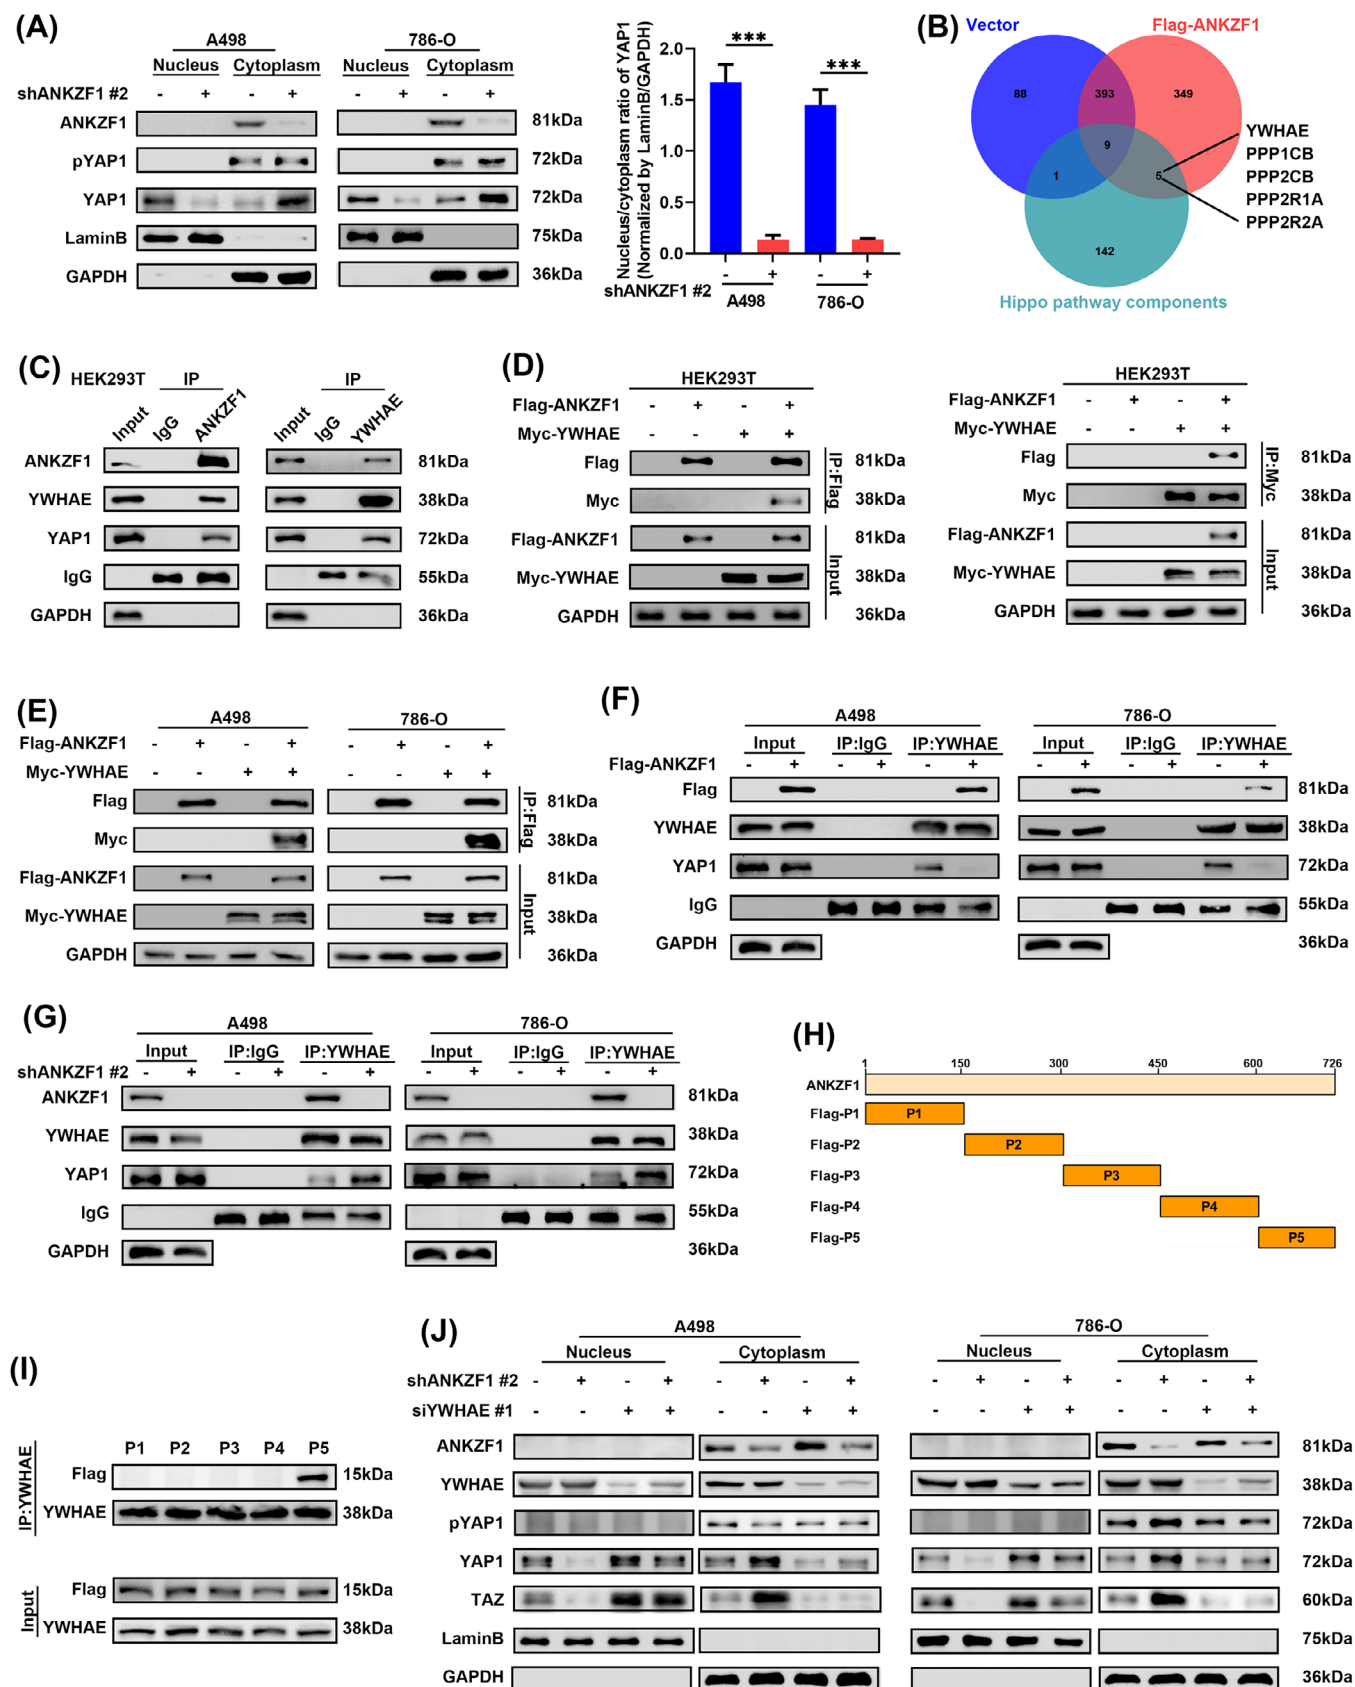 (A)
A498
786-O
Nucleus Cytoplasm Nucleus Cytoplasm
shANKZF1 #2 - + - + - + - +
ANKZF1 81kDa
pYAP1 72kDa
YAP1 72kDa
LaminB 75kDa
GAPDH 36kDa
Nucleus/cytoplasm ratio of YAP1
(Normalized by LaminB/GAPDH)
2.0
1.5
1.0
0.5
0.0
*** ***
- + - +
shANKZF1 #2 A498 786-O
(B)
Vector Flag-ANKZF1
88 393 349
9
1 5
142
YWHAE
PPP1CB
PPP2CB
PPP2R1A
PPP2R2A
Hippo pathway components
(C)
HEK293T IP IP
Input IgG ANKZF1 Input IgG YWHAE
ANKZF1 81kDa
YWHAE 38kDa
YAP1 72kDa
IgG 55kDa
GAPDH 36kDa
(D)
HEK293T
Flag-ANKZF1 - + - +
Myc-YWHAE - - + +
Flag 81kDa
Myc 38kDa
IP:Flag
Flag-ANKZF1 81kDa
Myc-YWHAE 38kDa
GAPDH 36kDa
Input
HEK293T
Flag-ANKZF1 - + - +
Myc-YWHAE - - + +
Flag 81kDa
Myc 38kDa
IP:Myc
Flag-ANKZF1 81kDa
Myc-YWHAE 38kDa
GAPDH 36kDa
Input
(E)
A498 786-O
Flag-ANKZF1 - + - + - + - +
Myc-YWHAE - - + + - - + +
Flag 81kDa
Myc 38kDa
IP:Flag
Flag-ANKZF1 81kDa
Myc-YWHAE 38kDa
GAPDH 36kDa
Input
(F)
A498 786-O
Input IP:IgG IP:YWHAE Input IP:IgG IP:YWHAE
Flag-ANKZF1 - + - + - + - + - + - +
Flag 81kDa
YWHAE 38kDa
YAP1 72kDa
IgG 55kDa
GAPDH 36kDa
(G)
A498 786-O
Input IP:IgG IP:YWHAE Input IP:IgG IP:YWHAE
shANKZF1 #2 - + - + - + - + - + - +
ANKZF1 81kDa
YWHAE 38kDa
YAP1 72kDa
IgG 55kDa
GAPDH 36kDa
(H)
1 150 300 450 600 726
ANKZF1
Flag-P1 P1
Flag-P2 P2
Flag-P3 P3
Flag-P4 P4
Flag-P5 P5
(I)
P1 P2 P3 P4 P5
IP:YWHAE
Flag 15kDa
YWHAE 38kDa
Input
Flag 15kDa
YWHAE 38kDa
(J)
A498 786-O
Nucleus Cytoplasm Nucleus Cytoplasm
shANKZF1 #2 - + - + - + - + - + - + - + - +
siYWHAE #1 - - + + - - + + - - + + - - + +
ANKZF1 81kDa
YWHAE 38kDa
pYAP1 72kDa
YAP1 72kDa
TAZ 60kDa
LaminB 75kDa
GAPDH 36kDa